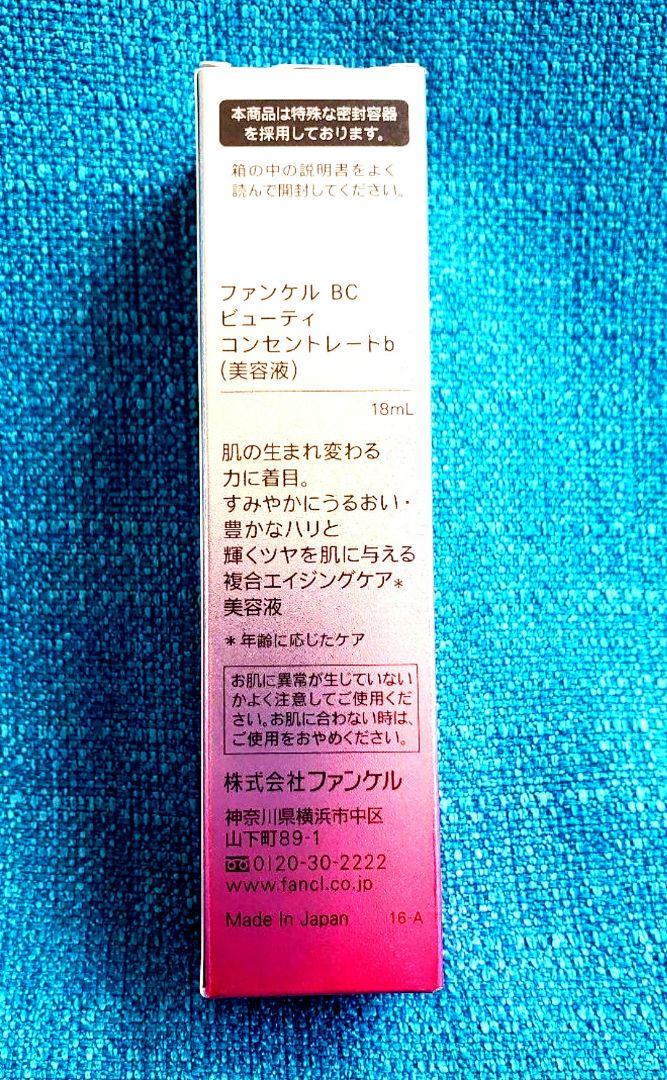 本商品は特殊な密封容器
を採用しております。
箱の中の説明書をよく
読んで開封してください。
ファンケル BC
ビューティ
コンセントレートb
(美容液)
18mL
肌の生まれ変わる
力に着目。
すみやかにうるおい・
豊かなハリと
輝くツヤを肌に与える
複合エイジングケア*
美容液
*年齢に応じたケア
お肌に異常が生じていない
かよく注意してご使用くだ
さい。お肌に合わない時は、
ご使用をおやめください。
株式会社ファンケル
神奈川県横浜市中区
山下町89-1
0120-30-2222
www.fancl.co.jp
Made In Japan 16-A